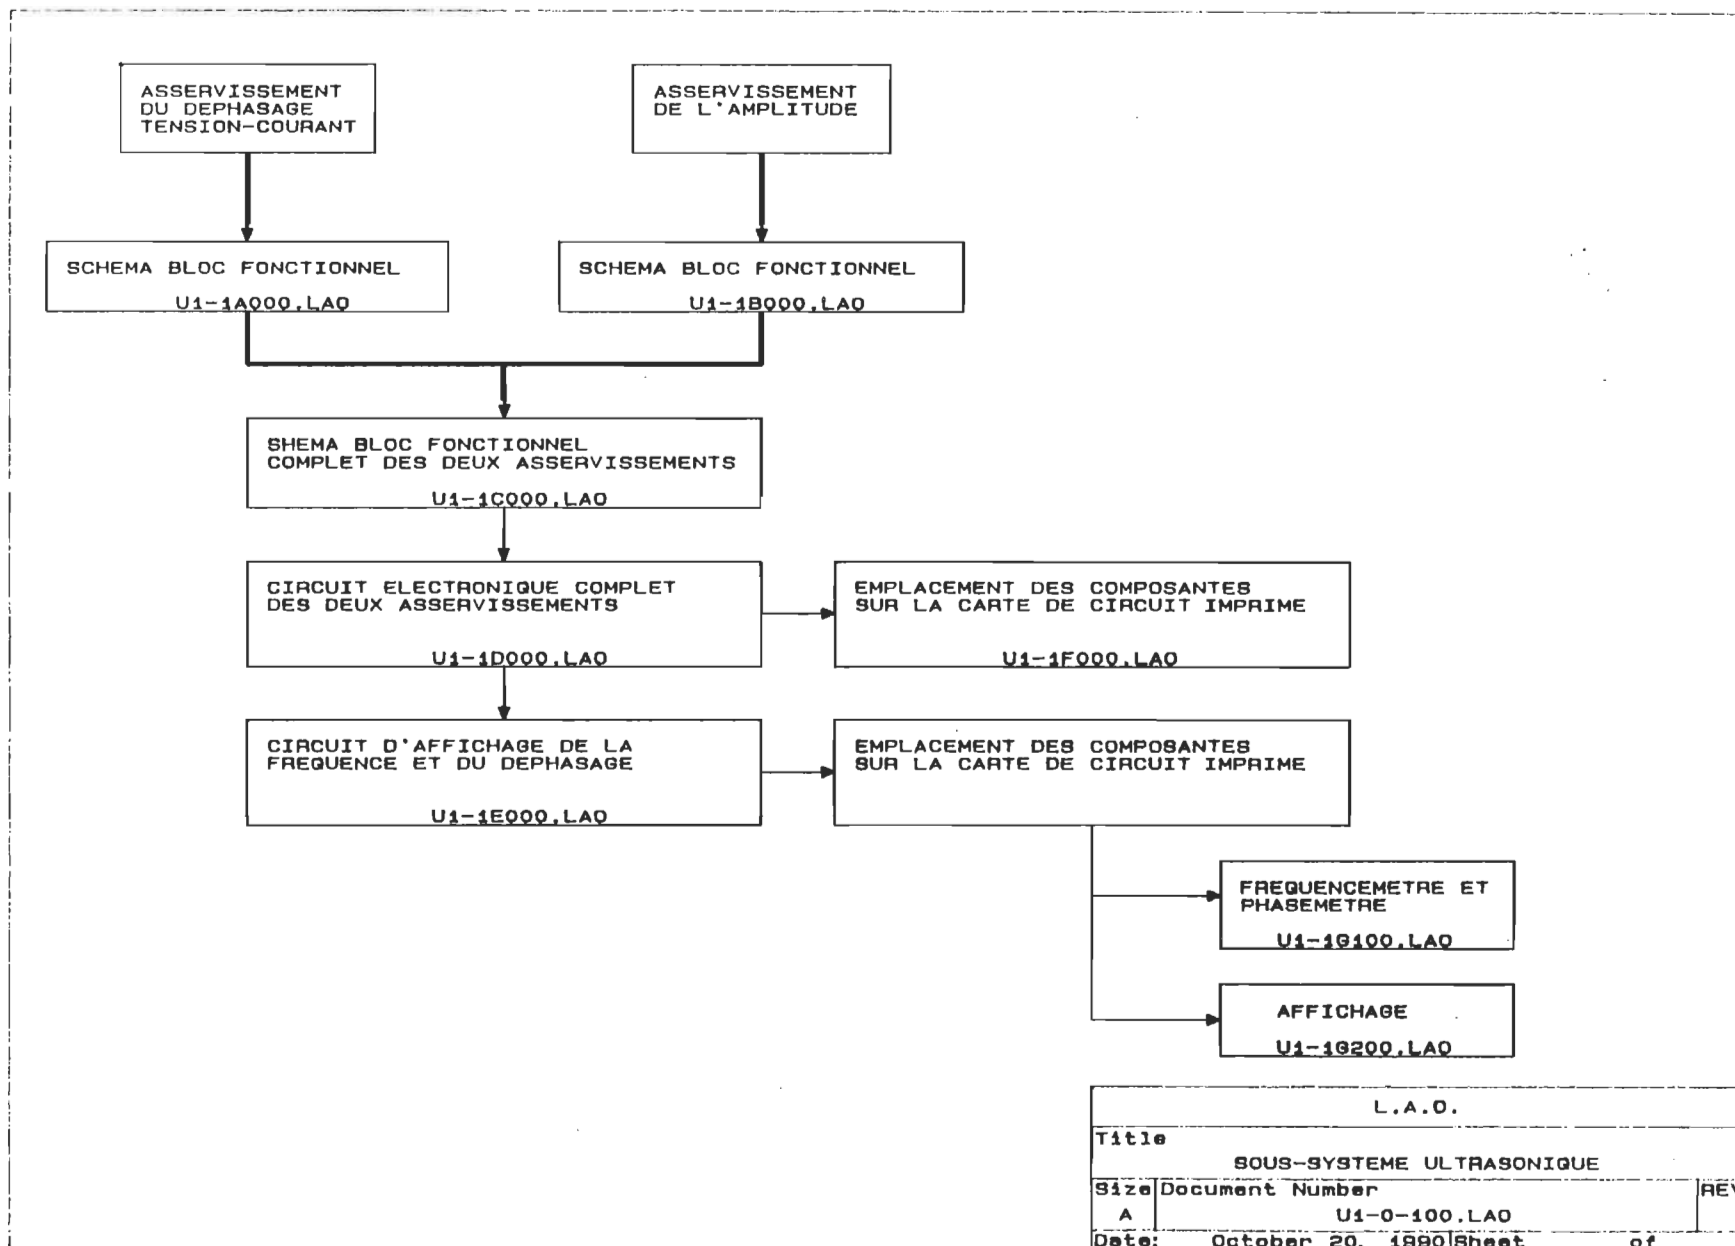 ASSERVISSEMENT
DU DEPHASAGE
TENSION-COURANT
ASSERVISSEMENT
DE L'AMPLITUDE
SCHEMA BLOC FONCTIONNEL
U1-1A000.LAO
SCHEMA BLOC FONCTIONNEL
U1-1B000.LAO
SHEMA BLOC FONCTIONNEL
COMPLET DES DEUX ASSERVISSEMENTS
U1-1C000.LAO
CIRCUIT ELECTRONIQUE COMPLET
DES DEUX ASSERVISSEMENTS
U1-1D000.LAO
EMPLACEMENT DES COMPOSANTES
SUR LA CARTE DE CIRCUIT IMPRIME
U1-1F000.LAO
CIRCUIT D'AFFICHAGE DE LA
FREQUENCE ET DU DEPHASAGE
U1-1E000.LAO
EMPLACEMENT DES COMPOSANTES
SUR LA CARTE DE CIRCUIT IMPRIME
FREQUENCEMETRE ET
PHASEMETRE
U1-1G100.LAO
AFFICHAGE
U1-1G200.LAO
L.A.O.
Title
SOUS-SYSTEME ULTRASONIQUE
Size Document Number REV
A U1-0-100.LAO
Date: October 20, 1990 Sheet of